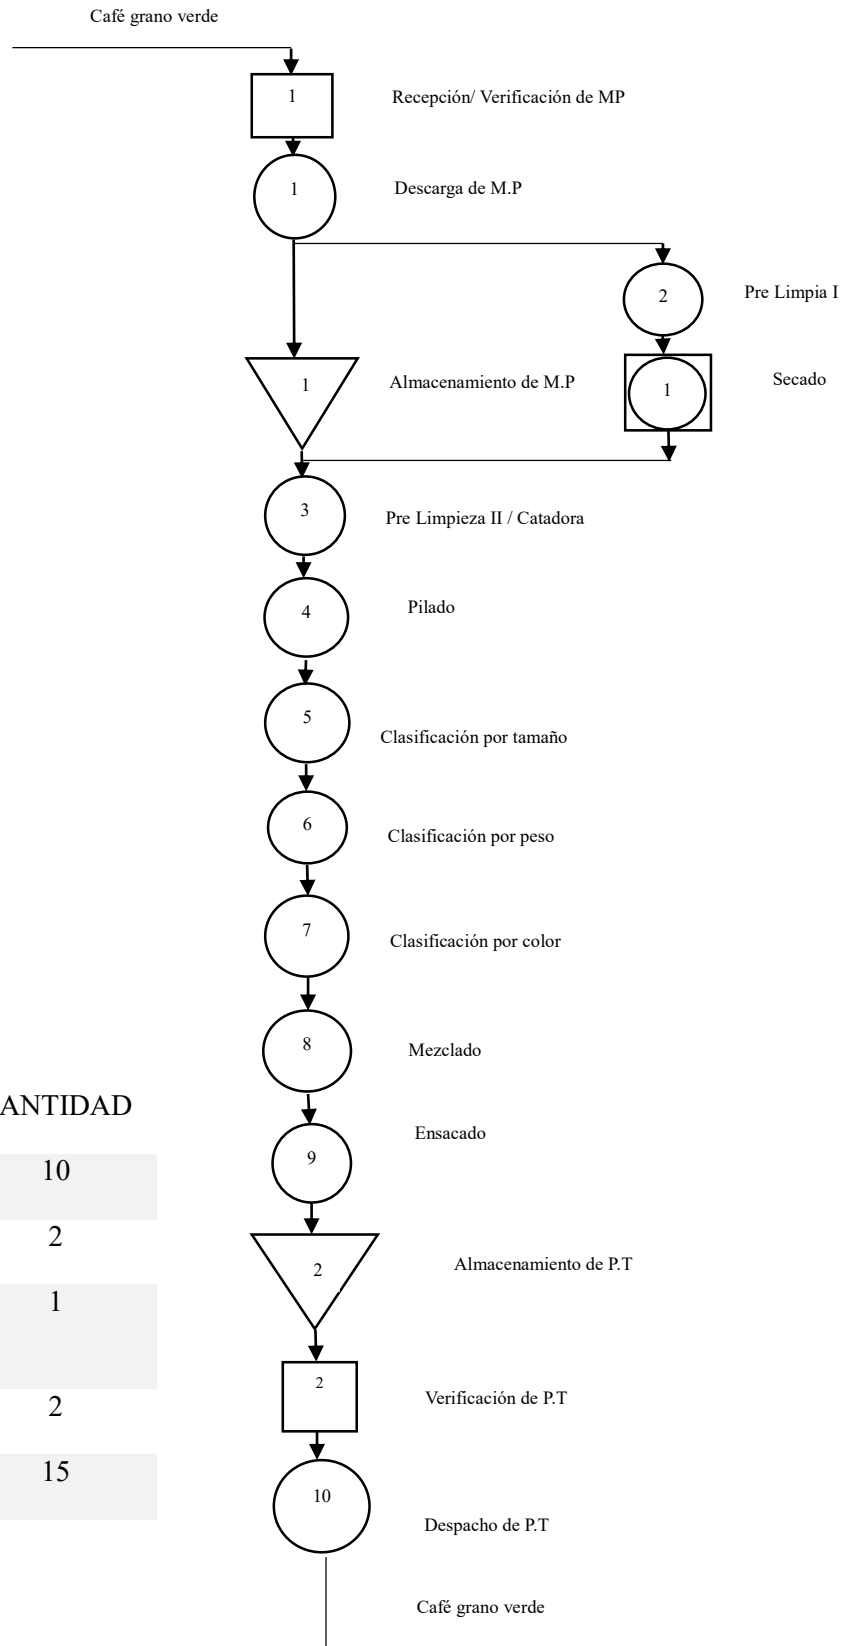 Café grano verde
1
Recepción/ Verificación de MP
1
Descarga de M.P
2
Pre Limpia I
1
Almacenamiento de M.P
1
Secado
3
Pre Limpieza II / Catadora
4
Pilado
5
Clasificación por tamaño
6
Clasificación por peso
7
Clasificación por color
8
Mezclado
9
Ensacado
2
Almacenamiento de P.T
2
Verificación de P.T
10
Despacho de P.T
Café grano verde
ANTIDAD
10
2
1
2
15